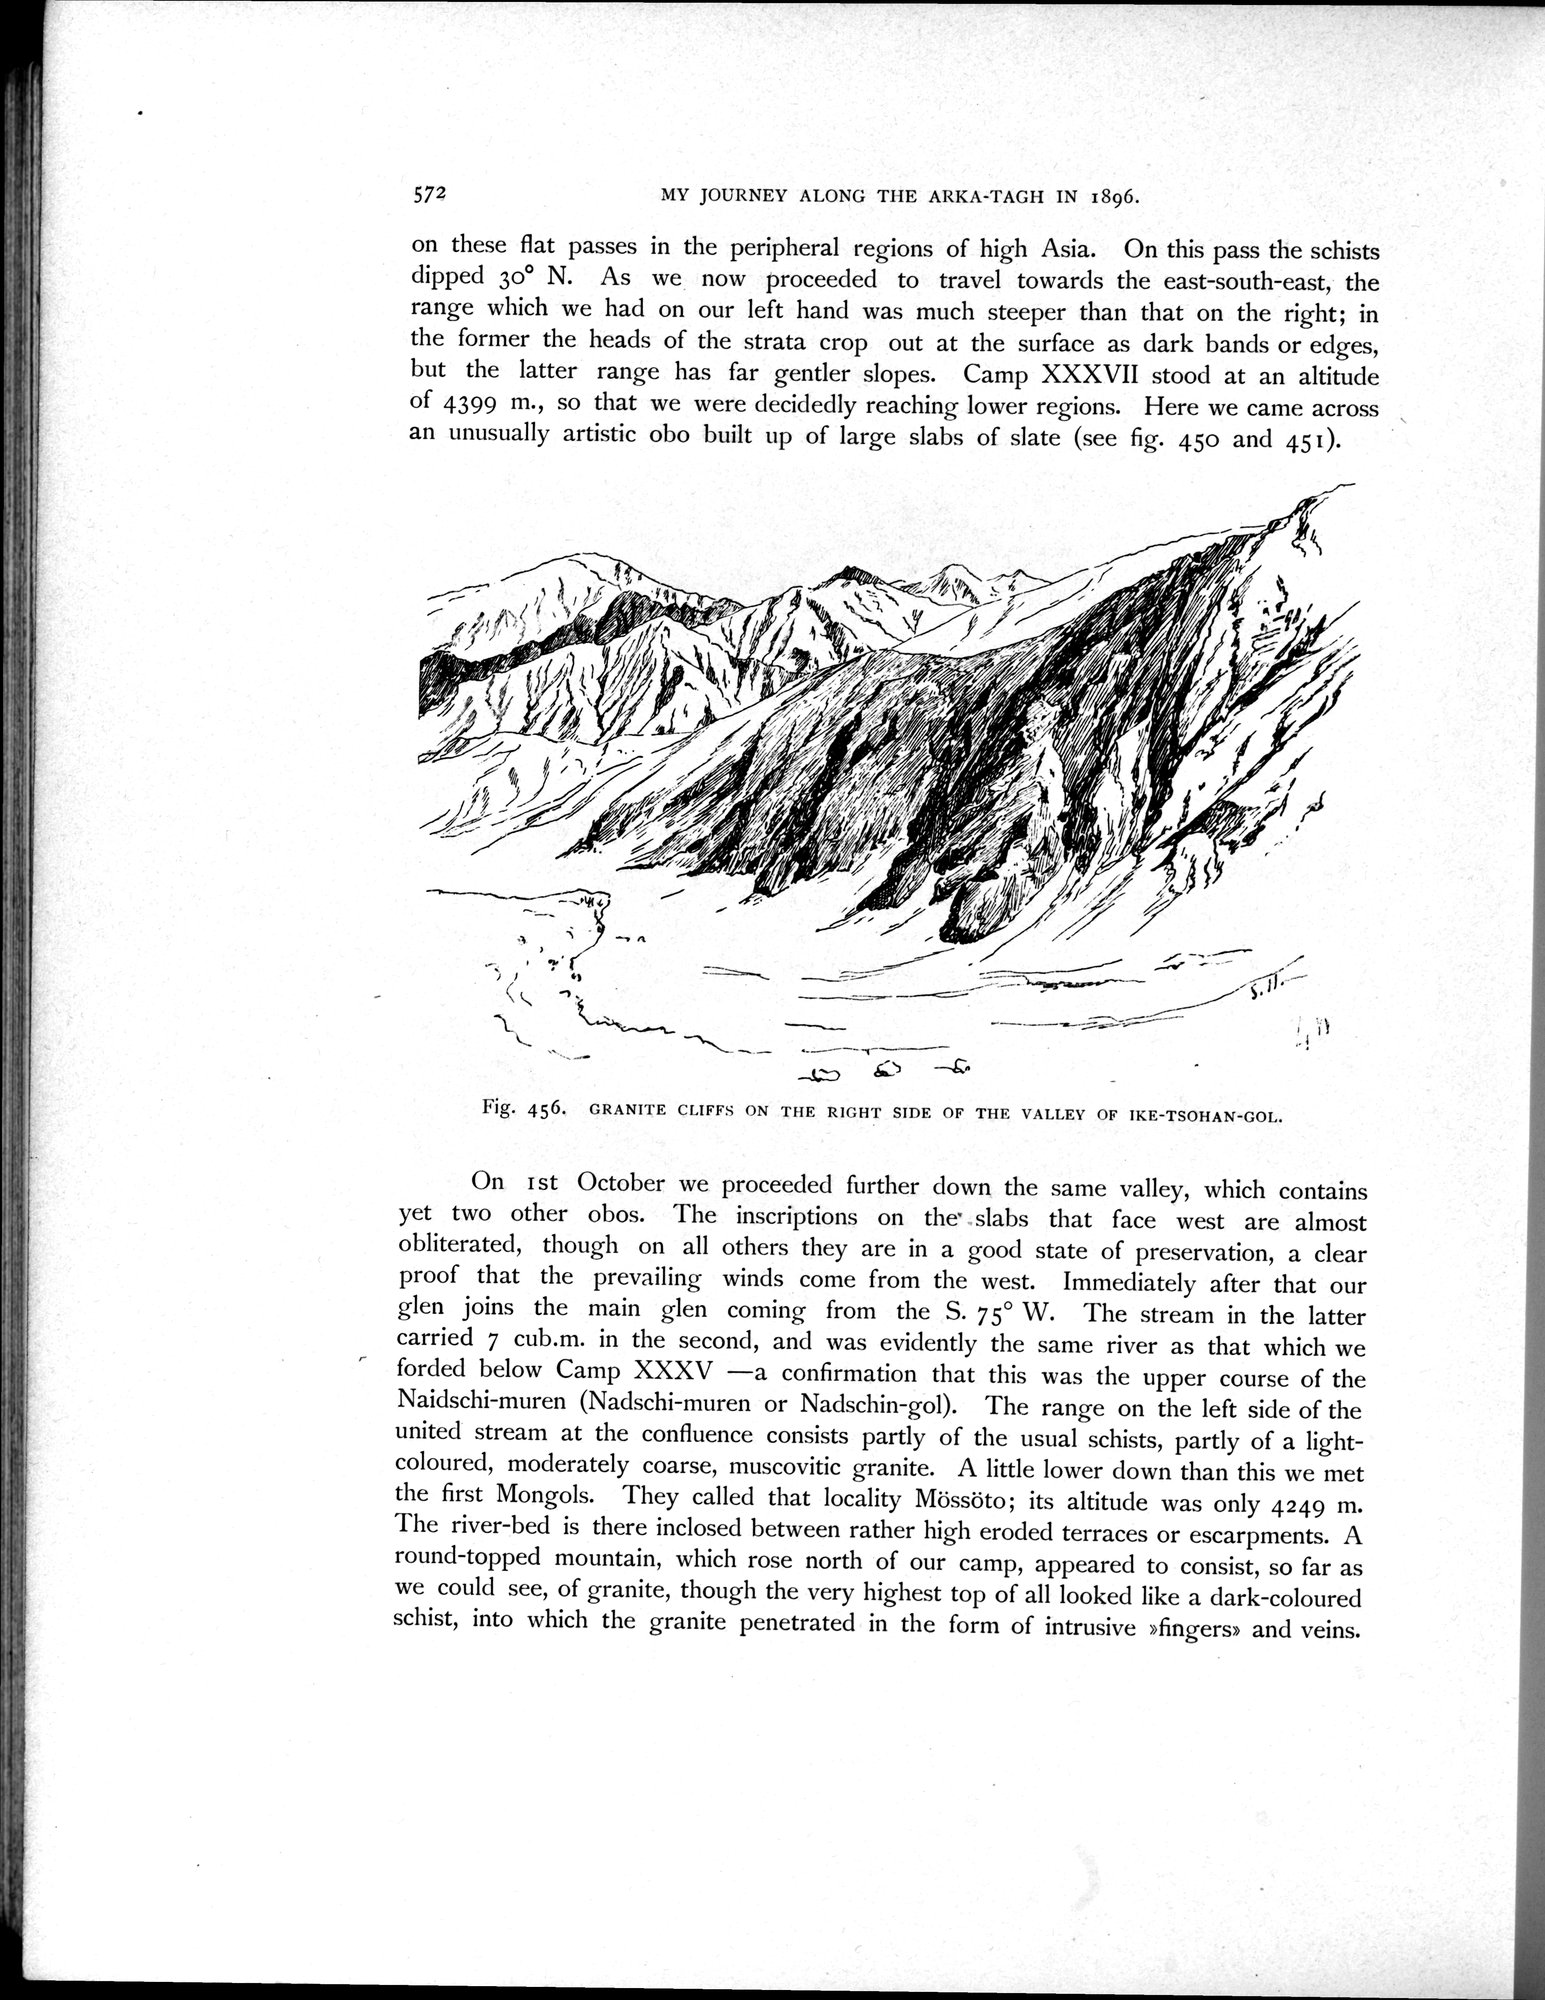 572 MY JOURNEY ALONG THE ARKA-TAGH IN 1896.
on these flat passes in the peripheral regions of high Asia. On this pass the schists
dipped 30° N. As we now proceeded to travel towards the east-south-east, the
range which we had on our left hand was much steeper than that on the right; in
the former the heads of the strata crop out at the surface as dark bands or edges,
but the latter range has far gentler slopes. Camp XXXVII stood at an altitude
of 4399 m., so that we were decidedly reaching lower regions. Here we came across
an unusually artistic obo built up of large slabs of slate (see fig. 450 and 451).
S.H.
Fig. 456. GRANITE CLIFFS ON THE RIGHT SIDE OF THE VALLEY OF IKE-TSOHAN-GOL.
On 1st October we proceeded further down the same valley, which contains
yet two other obos. The inscriptions on the slabs that face west are almost
obliterated, though on all others they are in a good state of preservation, a clear
proof that the prevailing winds come from the west. Immediately after that our
glen joins the main glen coming from the S. 75° W. The stream in the latter
carried 7 cub.m. in the second, and was evidently the same river as that which we
forded below Camp XXXV —a confirmation that this was the upper course of the
Naidschi-muren (Nadschi-muren or Nadschin-gol). The range on the left side of the
united stream at the confluence consists partly of the usual schists, partly of a light-
coloured, moderately coarse, muscovitic granite. A little lower down than this we met
the first Mongols. They called that locality Mössöto; its altitude was only 4249 m.
The river-bed is there inclosed between rather high eroded terraces or escarpments. A
round-topped mountain, which rose north of our camp, appeared to consist, so far as
we could see, of granite, though the very highest top of all looked like a dark-coloured
schist, into which the granite penetrated in the form of intrusive »fingers» and veins.